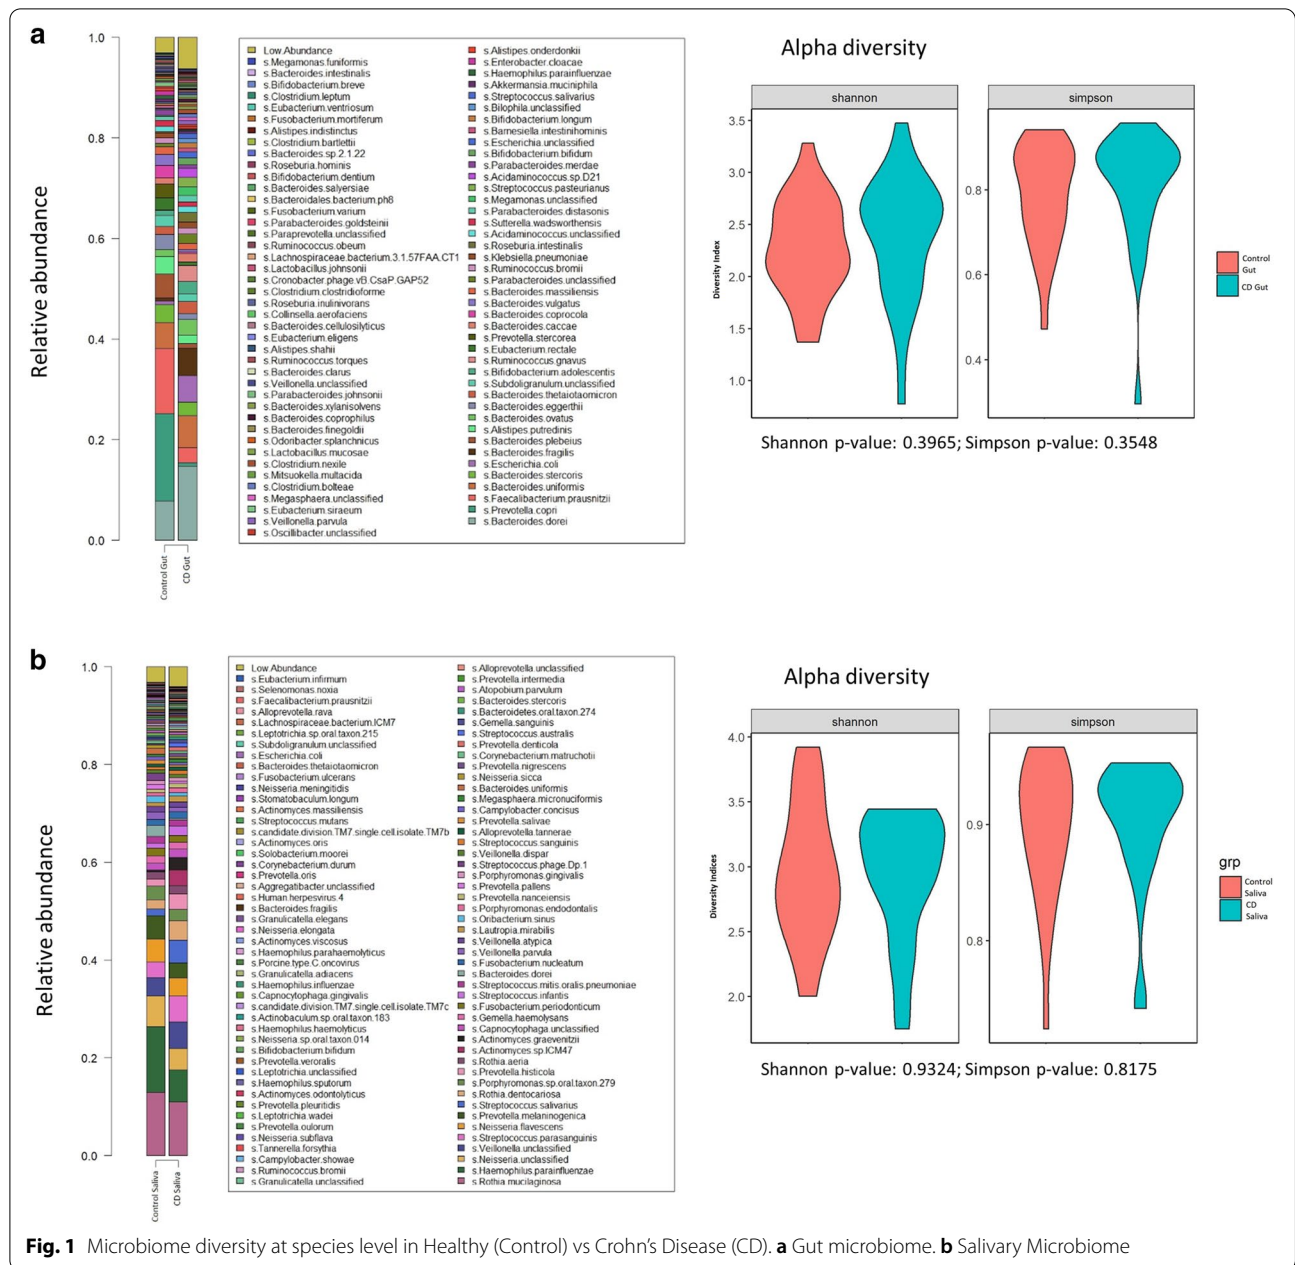 a
1.0
0.8
0.6
0.4
0.2
0.0
Relative abundance
Control Gut
CD Gut
Low.Abundance
s.Megamonas.funiformis
s.Bacteroides.intestinalis
s.Bifidobacterium.breve
s.Clostridium.leptum
s.Eubacterium.ventriosum
s.Fusobacterium.mortiferum
s.Alistipes.indistinctus
s.Clostridium.bartlettii
s.Bacteroides.sp.2.1.22
s.Roseburia.hominis
s.Bifidobacterium.dentium
s.Bacteroides.salyersiae
s.Bacteroidales.bacterium.ph8
s.Fusobacterium.varium
s.Parabacteroides.goldsteinii
s.Paraprevotella.unclassified
s.Ruminococcus.obeum
s.Lachnospiraceae.bacterium.3.1.57FAA.CT1
s.Lactobacillus.johnsonii
s.Cronobacter.phage.vB.CsaP.GAP52
s.Clostridium.clostridioforme
s.Roseburia.inulinivorans
s.Collinsella.aerofaciens
s.Bacteroides.cellulosilyticus
s.Eubacterium.eligens
s.Alistipes.shahii
s.Ruminococcus.torques
s.Bacteroides.clarus
s.Veillonella.unclassified
s.Parabacteroides.johnsonii
s.Bacteroides.xylanisolvens
s.Bacteroides.coprophilus
s.Bacteroides.finegoldii
s.Odoribacter.splanchnicus
s.Lactobacillus.mucosae
s.Clostridium.nexile
s.Mitsuokella.multacida
s.Clostridium.bolteae
s.Megasphaera.unclassified
s.Eubacterium.siraeum
s.Veillonella.parvula
s.Oscillibacter.unclassified
s.Alistipes.onderdonkii
s.Enterobacter.cloacae
s.Haemophilus.parainfluenzae
s.Akkermansia.muciniphila
s.Streptococcus.salivarius
s.Bilophila.unclassified
s.Bifidobacterium.longum
s.Barnesiella.intestinihominis
s.Escherichia.unclassified
s.Bifidobacterium.bifidum
s.Parabacteroides.merdae
s.Acidaminococcus.sp.D21
s.Streptococcus.pasteurianus
s.Megamonas.unclassified
s.Parabacteroides.distasonis
s.Sutterella.wadsworthensis
s.Acidaminococcus.unclassified
s.Roseburia.intestinalis
s.Klebsiella.pneumoniae
s.Ruminococcus.bromii
s.Parabacteroides.unclassified
s.Bacteroides.massiliensis
s.Bacteroides.vulgatus
s.Bacteroides.coprocola
s.Bacteroides.caccae
s.Prevotella.stercorea
s.Eubacterium.rectale
s.Ruminococcus.gnavus
s.Bifidobacterium.adolescentis
s.Subdoligranulum.unclassified
s.Bacteroides.thetaiotaomicron
s.Bacteroides.eggerthii
s.Bacteroides.ovatus
s.Alistipes.putredinis
s.Bacteroides.plebeius
s.Bacteroides.fragilis
s.Escherichia.coli
s.Bacteroides.stercoris
s.Bacteroides.uniformis
s.Faecalibacterium.prausnitzii
s.Prevotella.copri
s.Bacteroides.dorei
Alpha diversity
shannon
simpson
3.5
3.0
2.5
2.0
1.5
1.0
Diversity Index
0.8
0.6
0.4
Control
Gut
CD Gut
Shannon p-value: 0.3965; Simpson p-value: 0.3548
b
1.0
0.8
0.6
0.4
0.2
0.0
Relative abundance
Control Saliva
CD Saliva
Low.Abundance
s.Eubacterium.infirmum
s.Selenomonas.noxia
s.Faecalibacterium.prausnitzii
s.Alloprevotella.rava
s.Lachnospiraceae.bacterium.ICM7
s.Leptotrichia.sp.oral.taxon.215
s.Subdoligranulum.unclassified
s.Escherichia.coli
s.Bacteroides.thetaiotaomicron
s.Fusobacterium.ulcerans
s.Neisseria.meningitidis
s.Stomatobaculum.longum
s.Actinomyces.massiliensis
s.Streptococcus.mutans
s.candidate.division.TM7.single.cell.isolate.TM7b
s.Actinomyces.oris
s.Solobacterium.moorei
s.Corynebacterium.durum
s.Prevotella.oris
s.Aggregatibacter.unclassified
s.Human.herpesvirus.4
s.Bacteroides.fragilis
s.Granulicatella.elegans
s.Neisseria.elongata
s.Actinomyces.viscosus
s.Haemophilus.parahaemolyticus
s.Porcine.type.C.oncovirus
s.Granulicatella.adiacens
s.Haemophilus.influenzae
s.Capnocytophaga.gingivalis
s.candidate.division.TM7.single.cell.isolate.TM7c
s.Actinobaculum.sp.oral.taxon.183
s.Haemophilus.haemolyticus
s.Neisseria.sp.oral.taxon.014
s.Bifidobacterium.bifidum
s.Prevotella.veroralis
s.Leptotrichia.unclassified
s.Haemophilus.sputorum
s.Actinomyces.odontolyticus
s.Prevotella.pleuritidis
s.Leptotrichia.wadei
s.Prevotella.oulorum
s.Neisseria.subflava
s.Tannerella.forsythia
s.Campylobacter.showae
s.Ruminococcus.bromii
s.Granulicatella.unclassified
s.Alloprevotella.unclassified
s.Prevotella.intermedia
s.Atopobium.parvulum
s.Bacteroides.stercoris
s.Bacteroidetes.oral.taxon.274
s.Gemella.sanguinis
s.Streptococcus.australis
s.Prevotella.denticola
s.Corynebacterium.matruchotii
s.Prevotella.nigrescens
s.Neisseria.sicca
s.Bacteroides.uniformis
s.Megasphaera.micronuciformis
s.Campylobacter.concisus
s.Prevotella.salivae
s.Alloprevotella.tannerae
s.Streptococcus.sanguinis
s.Veillonella.dispar
s.Streptococcus.phage.Dp.1
s.Porphyromonas.gingivalis
s.Prevotella.pallens
s.Prevotella.nanceiensis
s.Porphyromonas.endodontalis
s.Oribacterium.sinus
s.Lautropia.mirabilis
s.Veillonella.atypica
s.Veillonella.parvula
s.Fusobacterium.nucleatum
s.Bacteroides.dorei
s.Streptococcus.mitis.oralis.pneumoniae
s.Streptococcus.infantis
s.Fusobacterium.periodonticum
s.Gemella.haemolysans
s.Capnocytophaga.unclassified
s.Actinomyces.graevenitzii
s.Actinomyces.sp.ICM47
s.Rothia.aeria
s.Prevotella.histicola
s.Porphyromonas.sp.oral.taxon.279
s.Rothia.dentocariosa
s.Streptococcus.salivarius
s.Prevotella.melaninogenica
s.Neisseria.flavescens
s.Streptococcus.parasanguinis
s.Veillonella.unclassified
s.Neisseria.unclassified
s.Haemophilus.parainfluenzae
s.Rothia.mucilaginosa
Alpha diversity
shannon
simpson
4.0
3.5
3.0
2.5
2.0
Diversity Indices
0.9
0.8
grp
Control
Saliva
CD
Saliva
Shannon p-value: 0.9324; Simpson p-value: 0.8175
Fig. 1 Microbiome diversity at species level in Healthy (Control) vs Crohn's Disease (CD). a Gut microbiome. b Salivary Microbiome